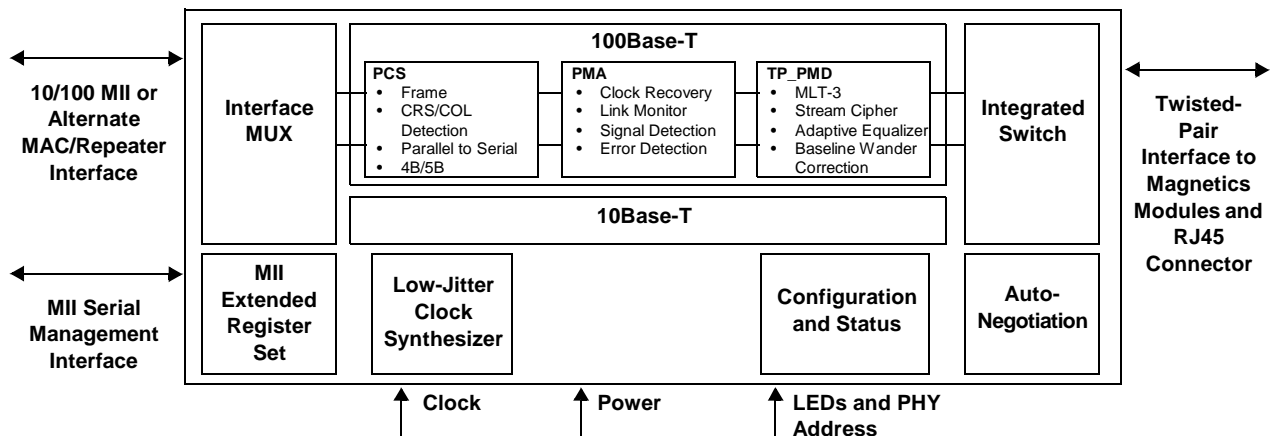 100Base-T
10/100 MII or
Alternate
MAC/Repeater
Interface
Interface
MUX
PCS
• Frame
• CRS/COL
Detection
• Parallel to Serial
• 4B/5B
PMA
• Clock Recovery
• Link Monitor
• Signal Detection
• Error Detection
TP_PMD
• MLT-3
• Stream Cipher
• Adaptive Equalizer
• Baseline Wander
Correction
Integrated
Switch
Twisted-
Pair
Interface to
Magnetics
Modules and
RJ45
Connector
10Base-T
MII Serial
Management
Interface
MII
Extended
Register
Set
Low-Jitter
Clock
Synthesizer
Configuration
and Status
Auto-
Negotiation
Clock
Power
LEDs and PHY
Address